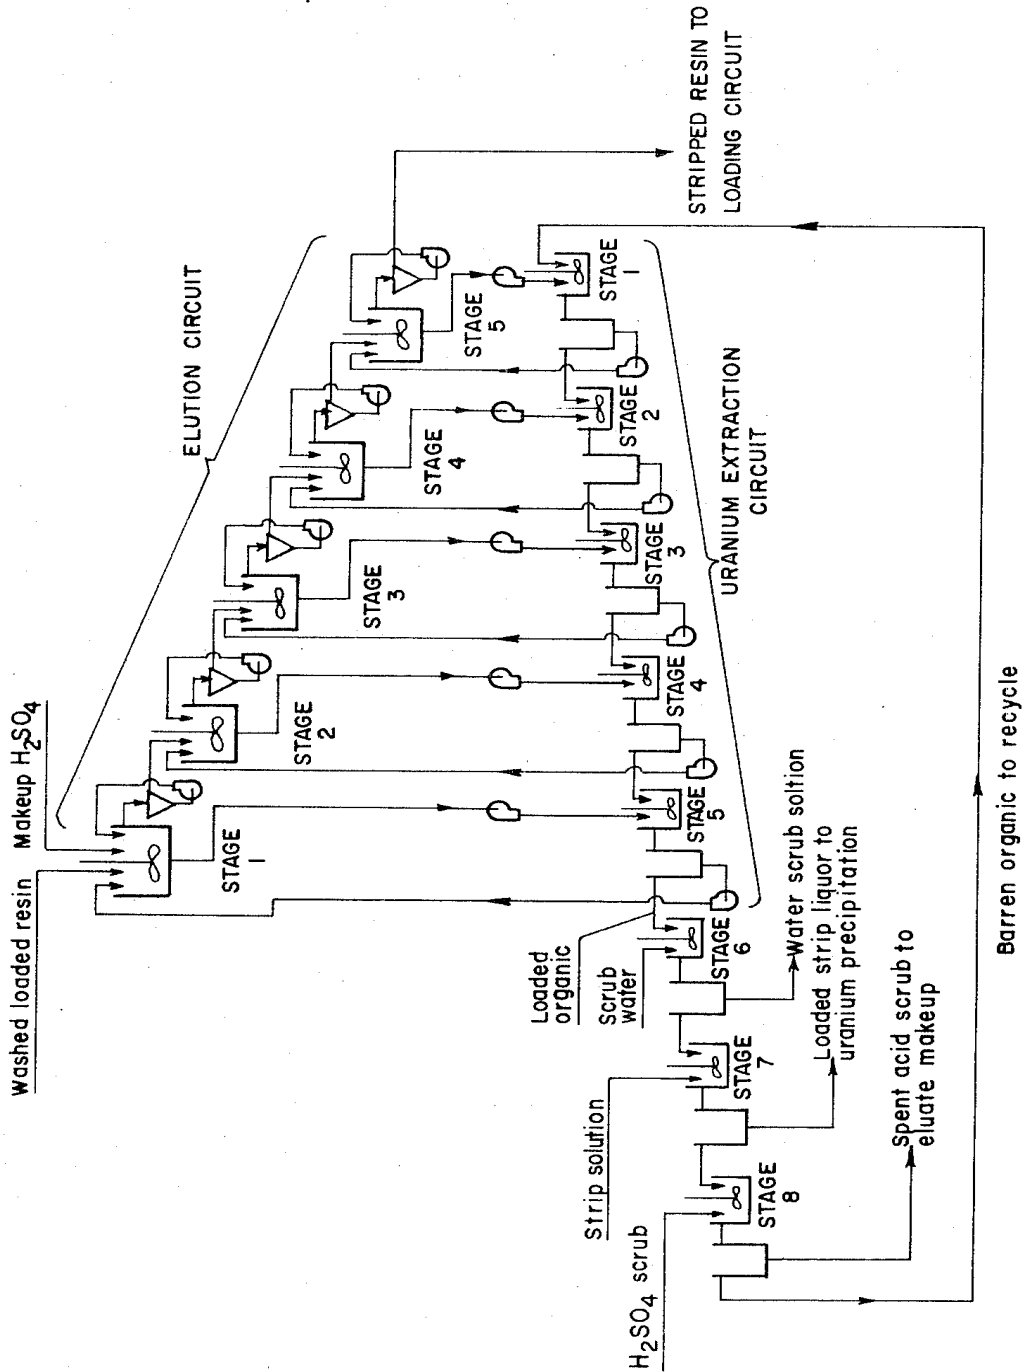 ELUTION CIRCUIT
Washed loaded resin
Makeup H₂SO₄
STAGE
1
STAGE
2
STAGE
3
STAGE
4
STAGE
5
STRIPPED RESIN TO
LOADING CIRCUIT
STAGE
1
STAGE
2
STAGE
3
STAGE
4
STAGE
5
URANIUM EXTRACTION
CIRCUIT
Loaded
organic
Scrub
water
STAGE
6
Water scrub soltion
STAGE
7
Strip solution
Loaded strip liquor to
uranium precipitation
STAGE
8
H₂SO₄ scrub
Spent acid scrub to
eluate makeup
Barren organic to recycle